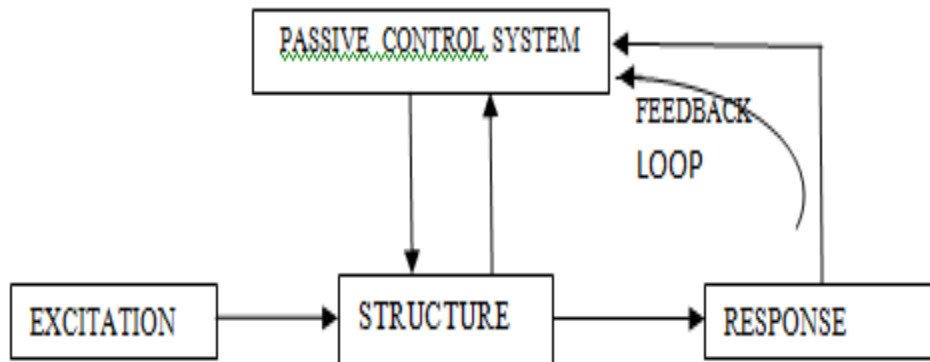 PASSIVE CONTROL SYSTEM
FEEDBACK
LOOP
EXCITATION
STRUCTURE
RESPONSE